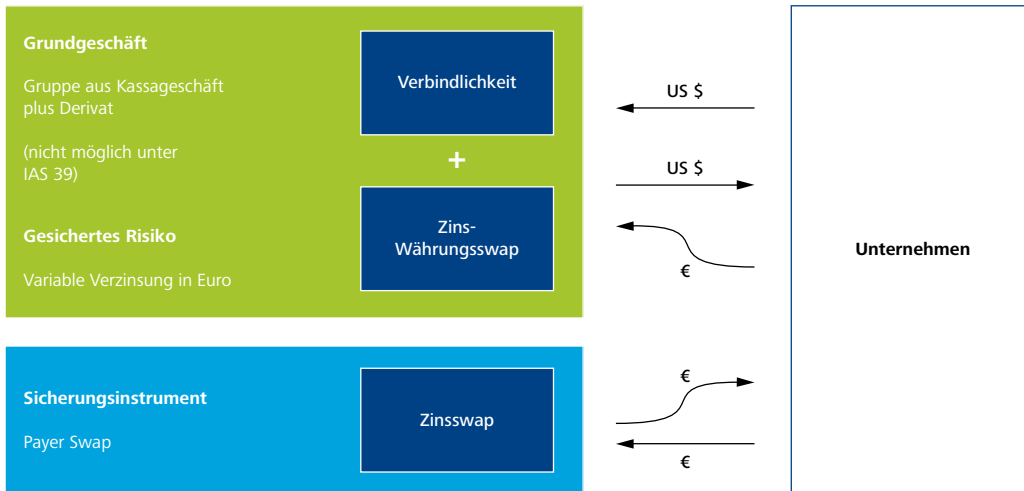 Grundgeschäft
Gruppe aus Kassageschäft
plus Derivat
(nicht möglich unter
IAS 39)
Gesichertes Risiko
Variable Verzinsung in Euro
Verbindlichkeit
+
Zins-
Währungsswap
US $
US $
€
Unternehmen
Sicherungsinstrument
Payer Swap
Zinsswap
€
€